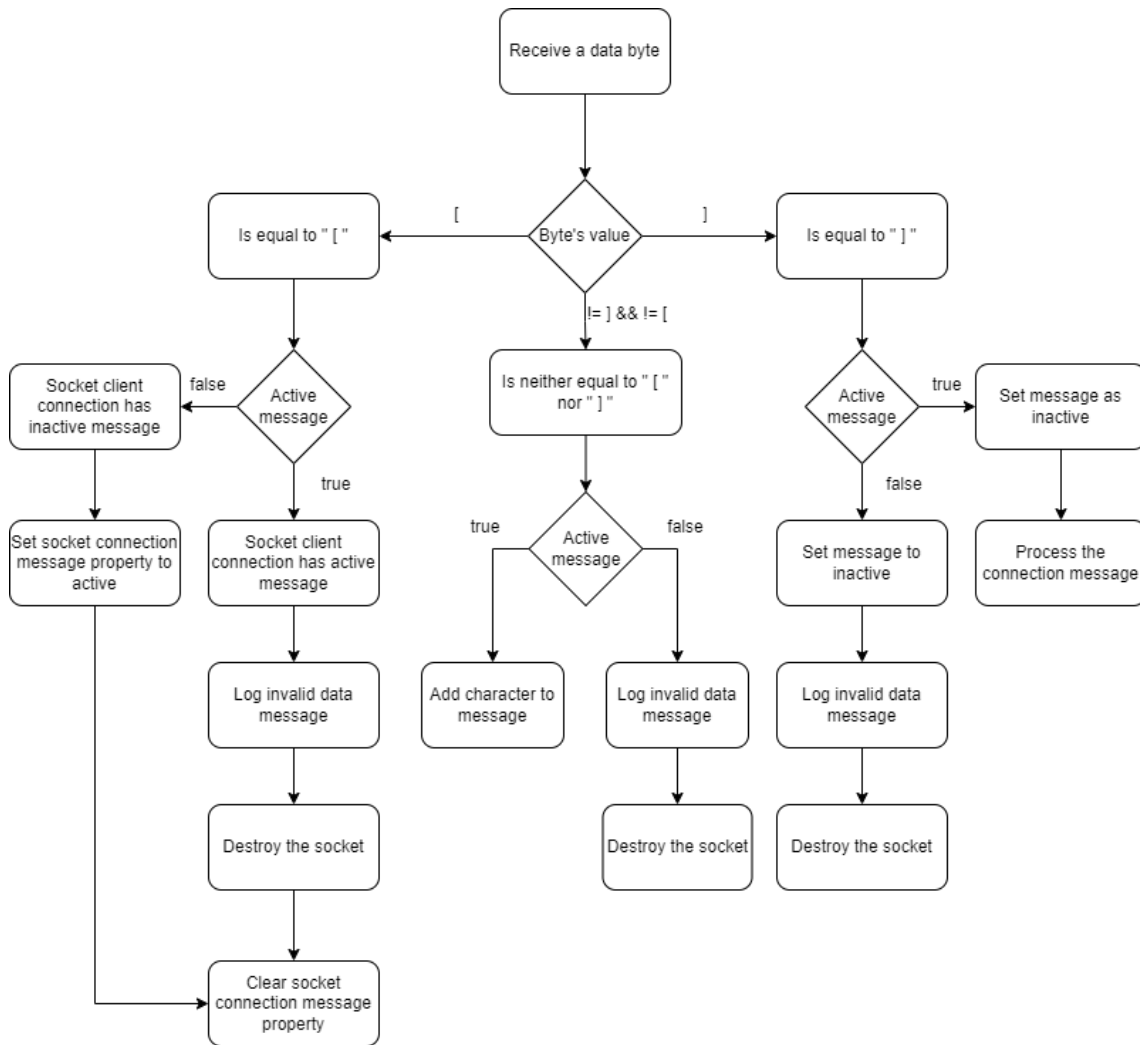 Receive a data byte
[
]
Is equal to " [ "
Byte's value
Is equal to " ] "
!= ] && != [
Is neither equal to " [ "
nor " ] "
Socket client
connection has
inactive message
false
Active
message
true
Active
message
true
Set message as
inactive
false
Set socket connection
message property to
active
Socket client
connection has active
message
true
Active
message
false
Set message to
inactive
Process the
connection message
Log invalid data
message
Add character to
message
Log invalid data
message
Log invalid data
message
Destroy the socket
Destroy the socket
Destroy the socket
Clear socket
connection message
property